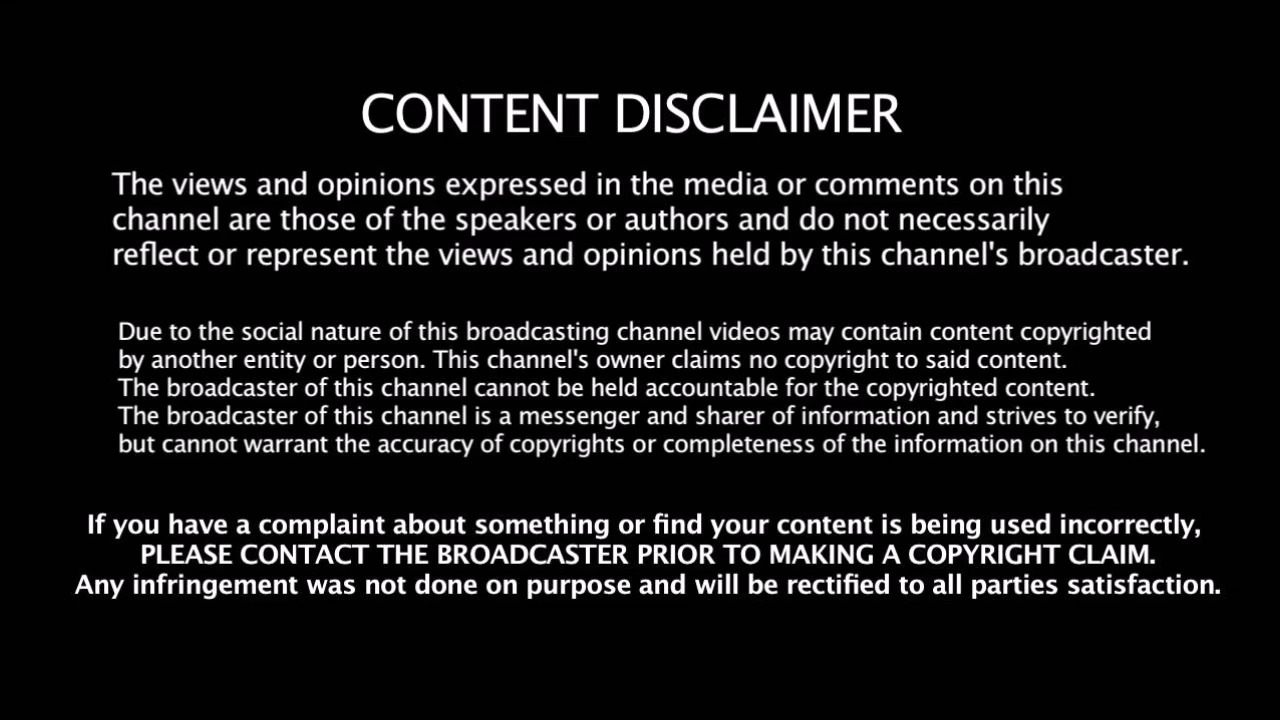 CONTENT DISCLAIMER
The views and opinions expressed in the media or comments on this
channel are those of the speakers or authors and do not necessarily
reflect or represent the views and opinions held by this channel's broadcaster.
Due to the social nature of this broadcasting channel videos may contain content copyrighted
by another entity or person. This channel's owner claims no copyright to said content.
The broadcaster of this channel cannot be held accountable for the copyrighted content.
The broadcaster of this channel is a messenger and sharer of information and strives to verify,
but cannot warrant the accuracy of copyrights or completeness of the information on this channel.
If you have a complaint about something or find your content is being used incorrectly,
PLEASE CONTACT THE BROADCASTER PRIOR TO MAKING A COPYRIGHT CLAIM.
Any infringement was not done on purpose and will be rectified to all parties satisfaction.